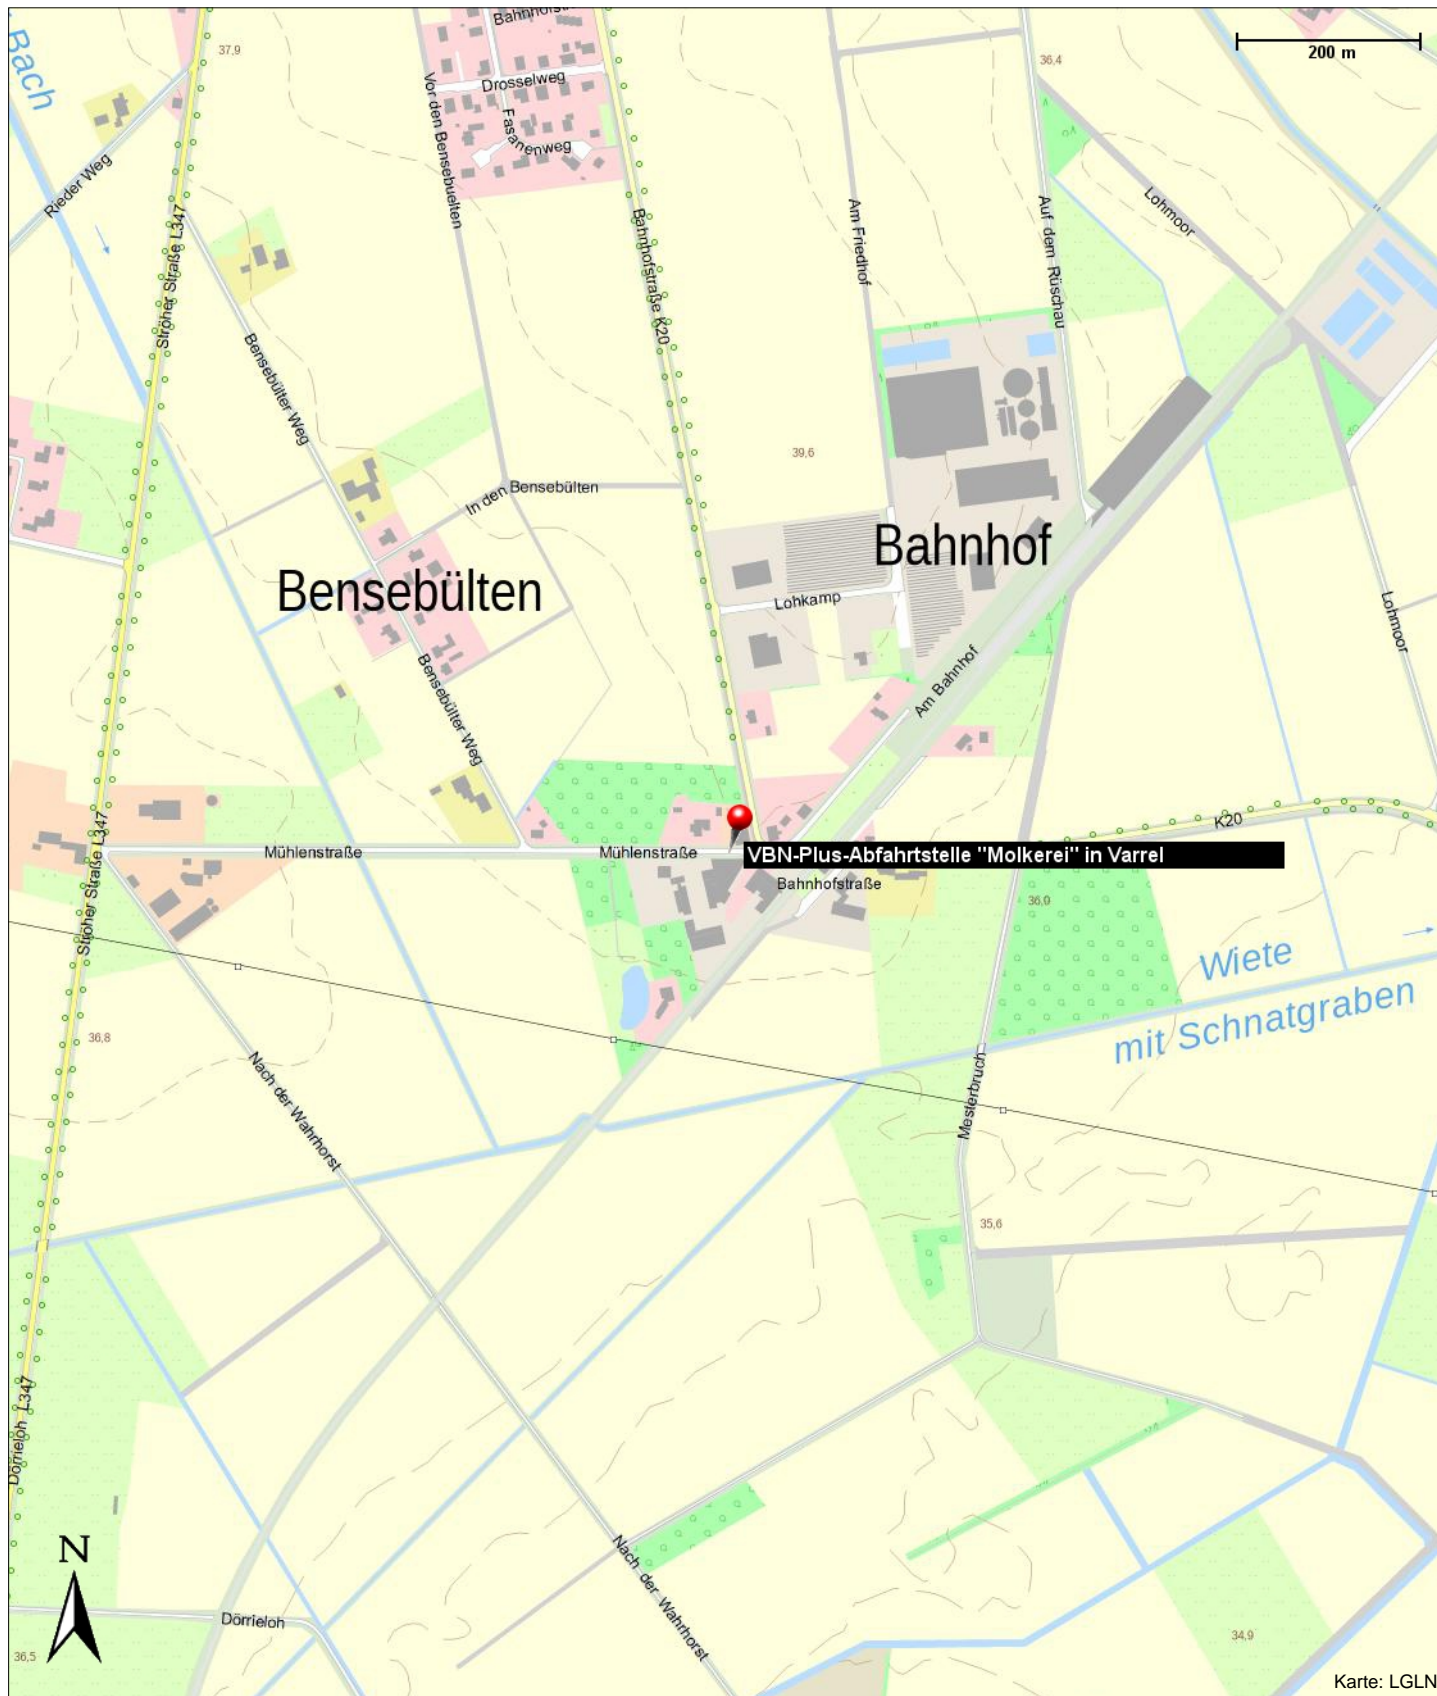 Bahnhofst
Bach
37,9
200 m
36,4
Drosselweg
Fasanenweg
Vor den Bensebuelten
Rieder Weg
Ströher Straße L347
Bahnhofstraße K20
Am Friedhof
Auf dem Rüschau
Lohmoor
Bensebülter Weg
39,6
In den Bensebülten
Bahnhof
Bensebülten
Lohkamp
Lohmoor
Am Bahnhof
Bensebülter Weg
K20
Ströher Straße L347
Mühlenstraße
Mühlenstraße
VBN-Plus-Abfahrtstelle "Molkerei" in Varrel
Bahnhofstraße
36,9
Wiete
mit Schnatgraben
36,8
Nach der Wahrhorst
Mesterbruch
35,6
Dörrieloh L347
N
Nach der Wahrhorst
Dörrieloh
34,9
36,5
Karte: LGLN